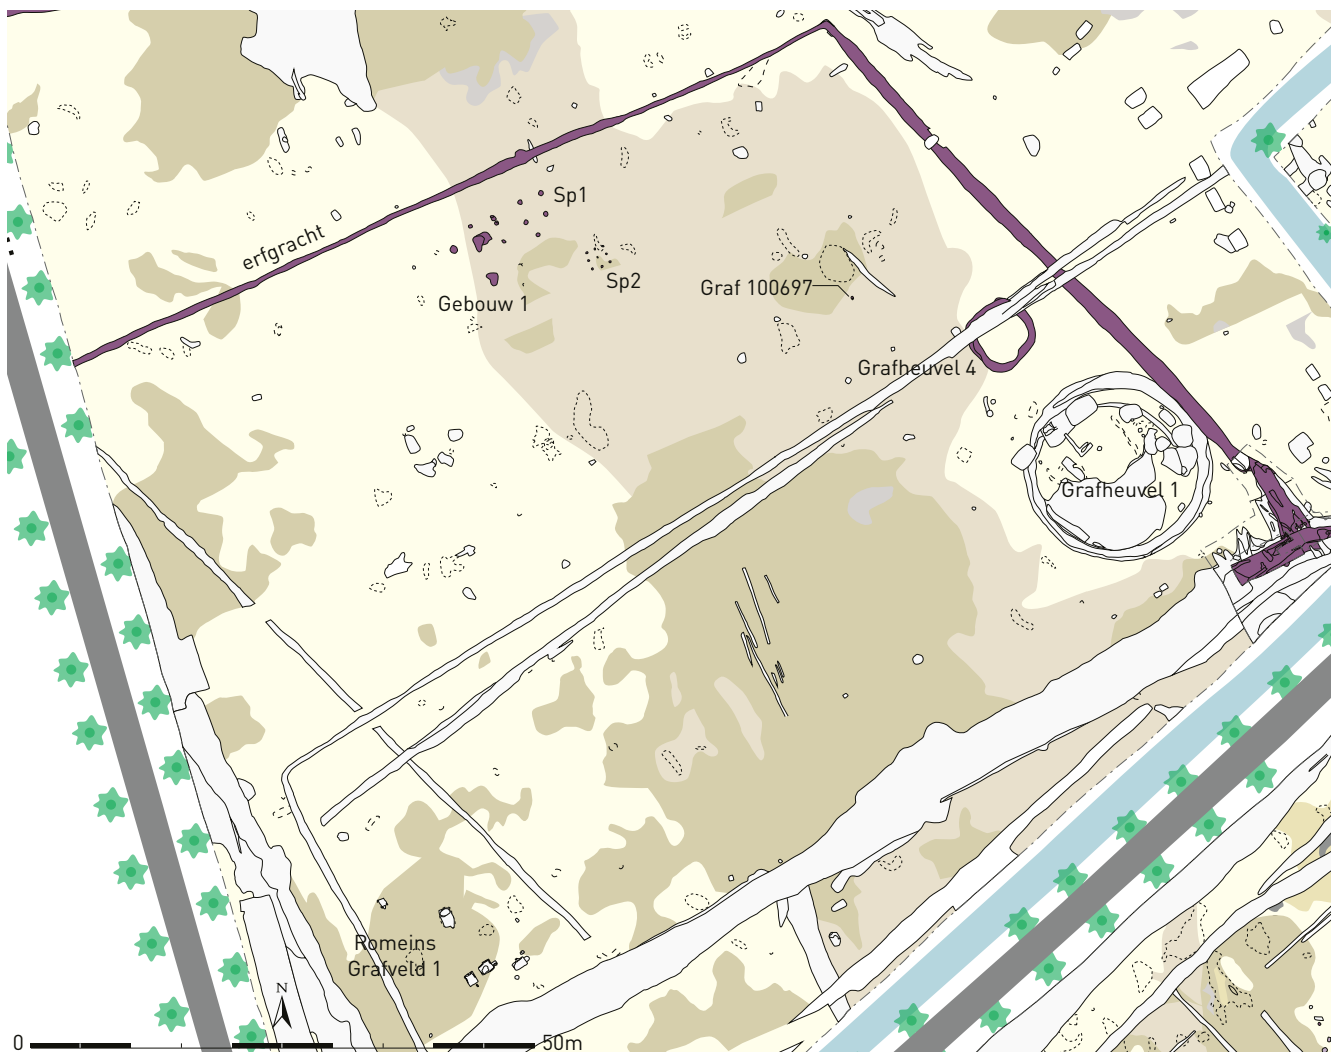 Sp1
erfgracht
Sp2
Graf 100697
Gebouw 1
Grafheuvel 4
Grafheuvel 1
Romeins
Grafveld 1
N
0
50m